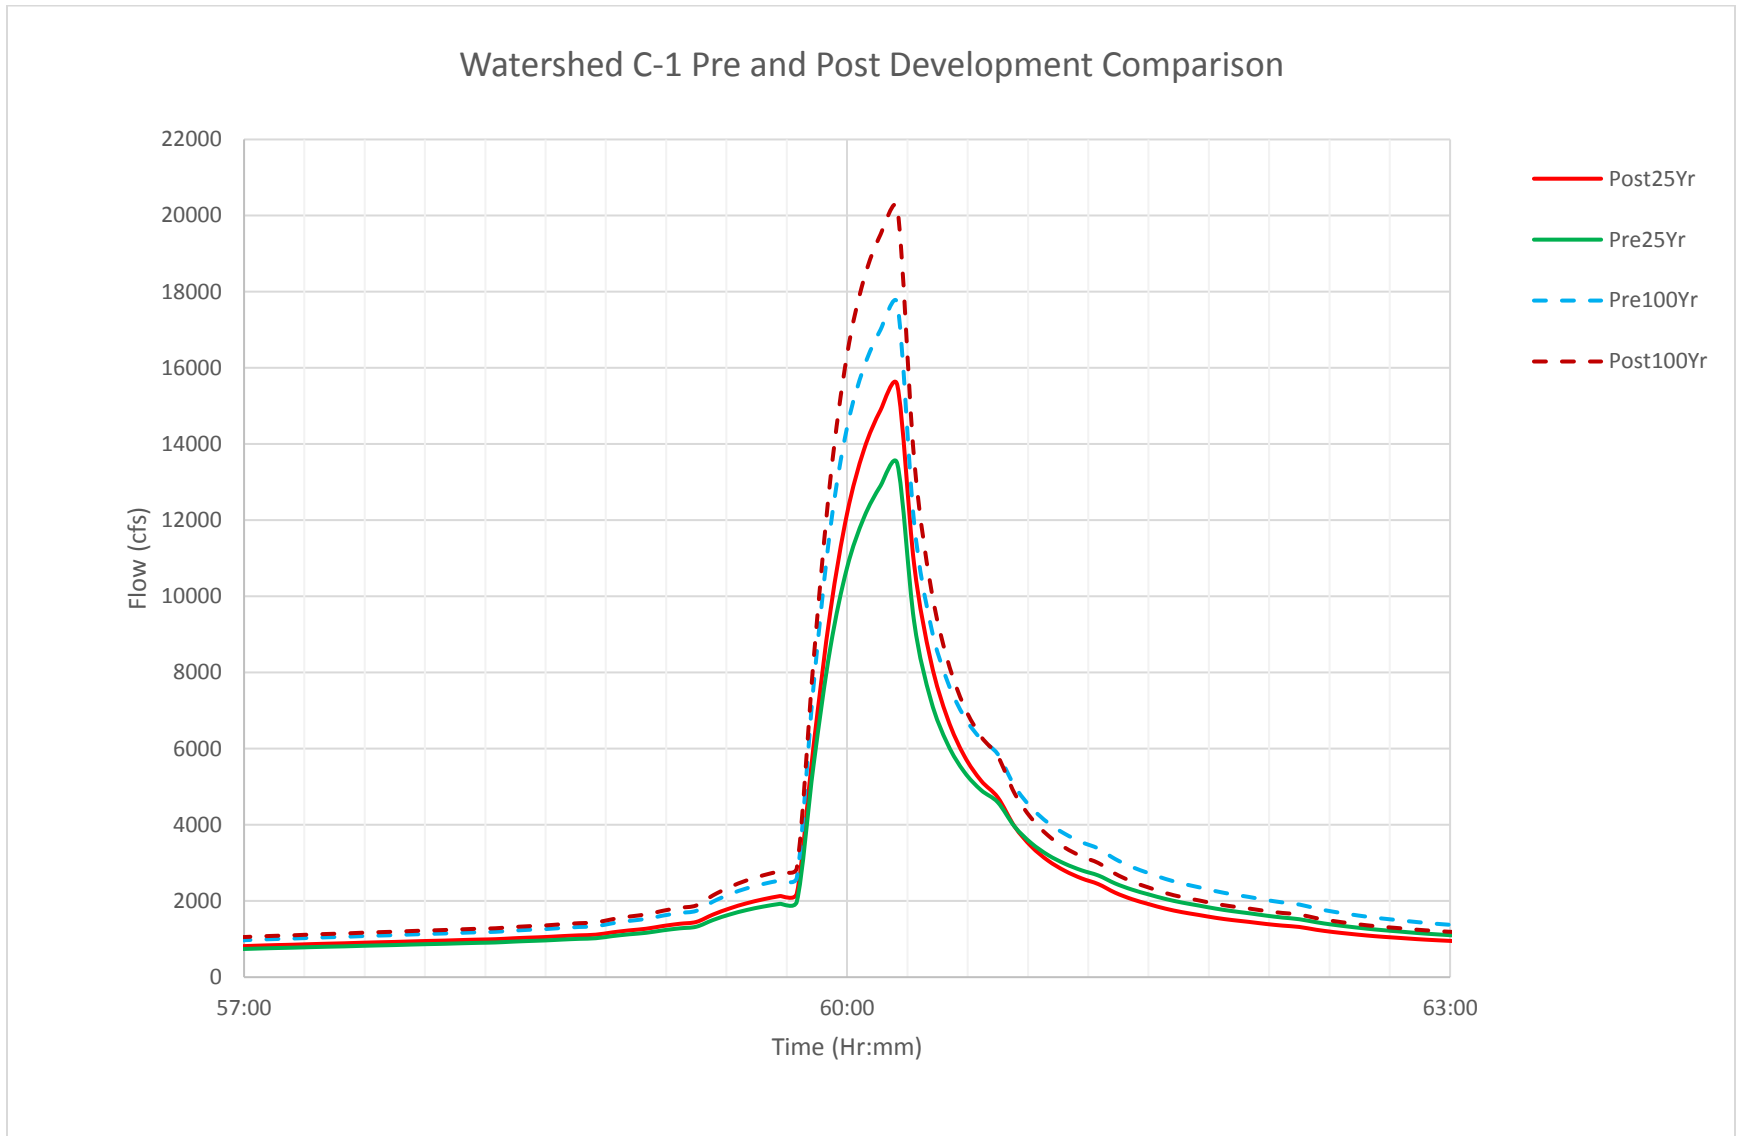 Watershed C-1 Pre and Post Development Comparison
22000
20000
18000
16000
14000
12000
10000
8000
6000
4000
2000
0
Flow (cfs)
57:00
60:00
63:00
Time (Hr:mm)
Post25Yr
Pre25Yr
Pre100Yr
Post100Yr